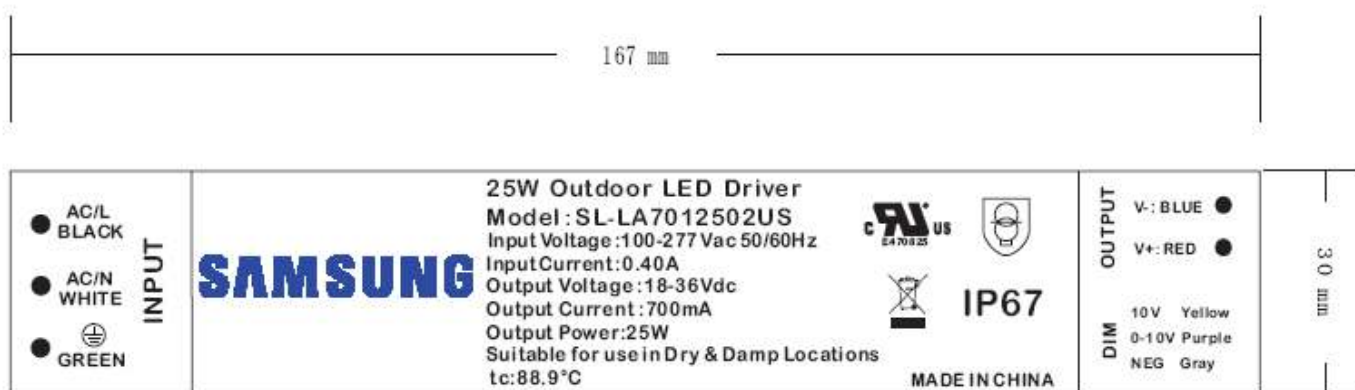 167 mm
AC/L
BLACK
AC/N
WHITE
GREEN
INPUT
SAMSUNG
25W Outdoor LED Driver
Model:SL-LA7012502US
Input Voltage:100-277Vac 50/60Hz
Input Current:0.40A
Output Voltage:18-36Vdc
Output Current:700mA
Output Power:25W
Suitable for use in Dry & Damp Locations
tc:88.9°C
C US
E470825
IP67
MADE IN CHINA
OUTPUT
V-:BLUE
V+:RED
DIM
10V Yellow
0-10V Purple
NEG Gray
30 mm